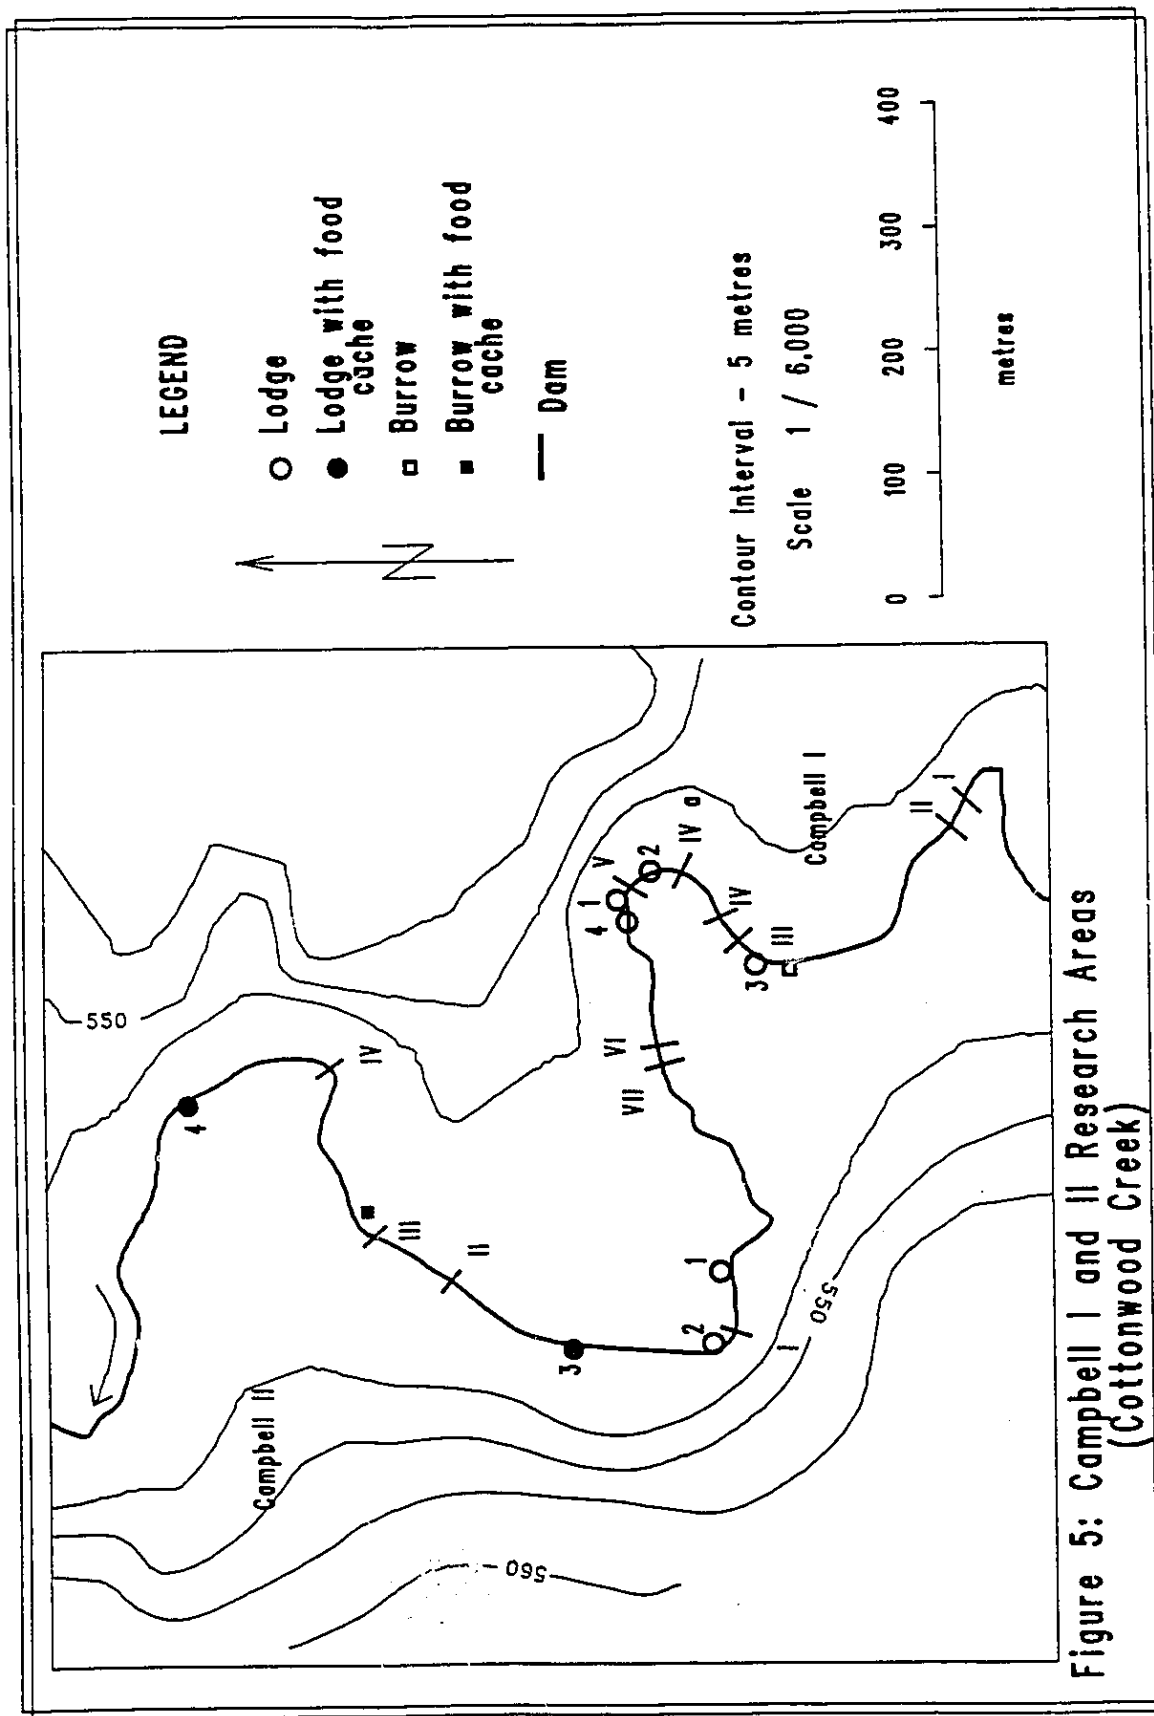 LEGEND
Lodge
Lodge with food
cache
Burrow
Burrow with food
cache
Dam
N
Contour Interval - 5 metres
Scale 1 / 6,000
0 100 200 300 400
metres
550
4
IV
III
II
3
Campbell II
2
1
I
550
560
VII
VI
4
1
V
2
IV a
IV
III
3
Campbell I
II
I
Figure 5: Campbell I and II Research Areas
(Cottonwood Creek)